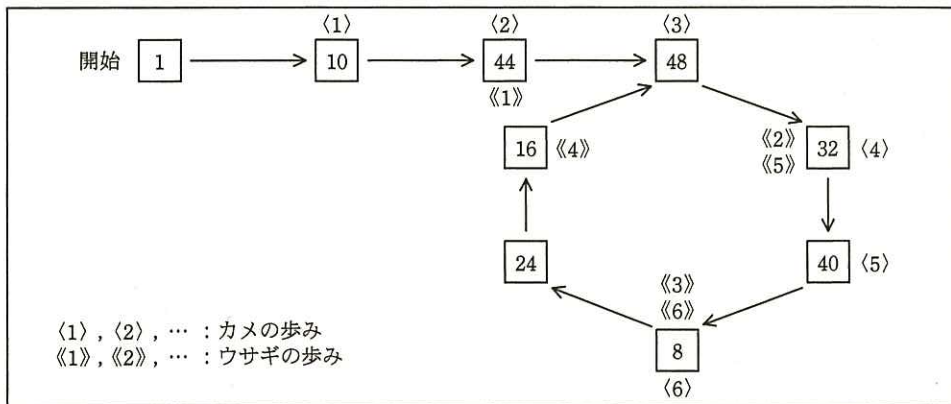 〈1〉 〈2〉 〈3〉
開始 1 10 44 48
《1》
16 《4》 《2》 32 〈4〉
《5》
24 40 〈5〉
《3》
《6》
8
〈6〉
〈1〉, 〈2〉, … : カメの歩み
《1》, 《2》, … : ウサギの歩み